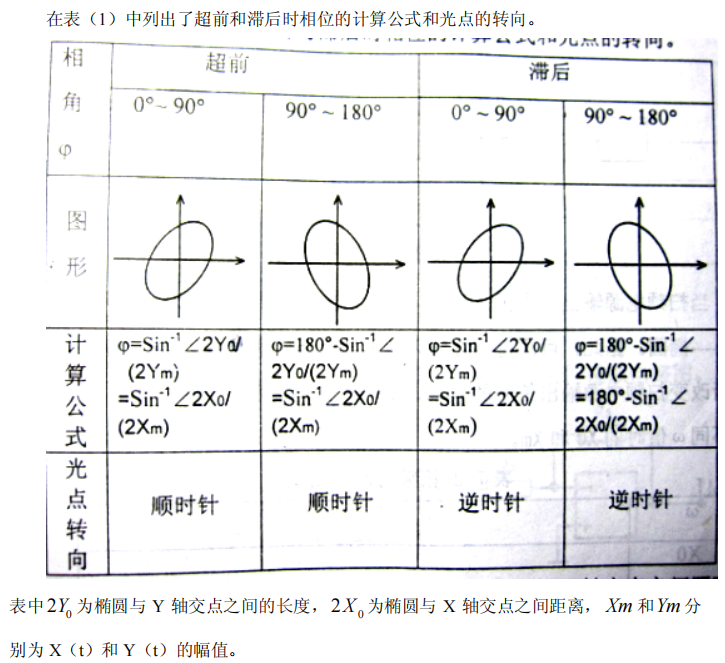 在表（1）中列出了超前和滞后时相位的计算公式和光点的转向。
相角φ
超前
滞后
0°~90°
90°~180°
0°~90°
90°~180°
图形
计算公式
φ=Sin⁻¹∠2Y0/
(2Ym)
=Sin⁻¹∠2X0/
(2Xm)
φ=180°-Sin⁻¹∠
2Y0/(2Ym)
=Sin⁻¹∠2X0/
(2Xm)
φ=Sin⁻¹∠2Y0/
(2Ym)
=Sin⁻¹∠2X0/
(2Xm)
φ=180°-Sin⁻¹∠
2Y0/(2Ym)
=180°-Sin⁻¹∠
2X0/(2Xm)
光点转向
顺时针
顺时针
逆时针
逆时针
表中2Y₀为椭圆与 Y 轴交点之间的长度，2X₀为椭圆与 X 轴交点之间距离， Xm 和Ym分
别为 X（t）和 Y（t）的幅值。